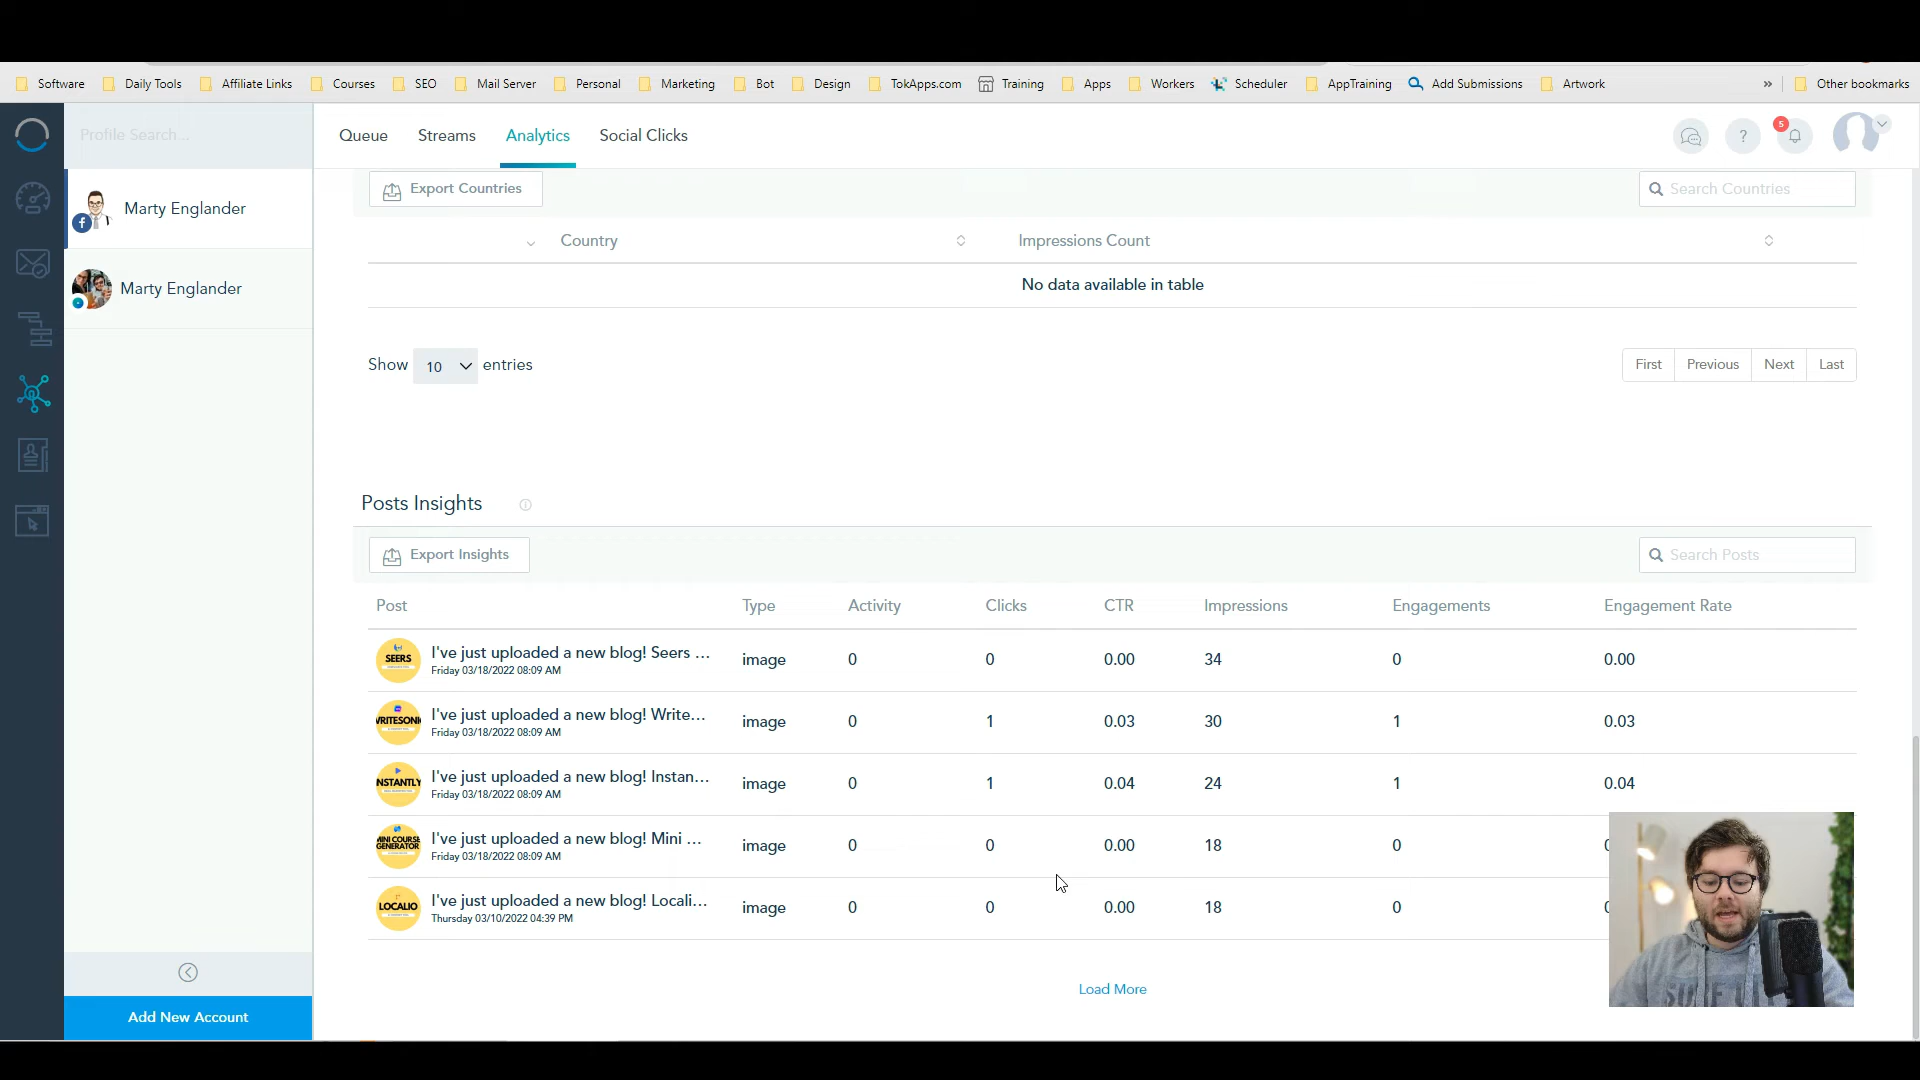 Software Daily Tools Affiliate Links Courses SEO Mail Server Personal Marketing Bot Design TokApps.com Training Apps Workers Scheduler AppTraining Add Submissions Artwork » Other bookmarks
Profile Search...
Queue Streams Analytics Social Clicks
? 5
Marty Englander
Marty Englander
Export Countries
Search Countries
Country Impressions Count
No data available in table
Show 10 entries
First Previous Next Last
Posts Insights
Export Insights
Search Posts
Post Type Activity Clicks CTR Impressions Engagements Engagement Rate
SEERS I've just uploaded a new blog! Seers ... image 0 0 0.00 34 0 0.00
Friday 03/18/2022 08:09 AM
I've just uploaded a new blog! Write... image 0 1 0.03 30 1 0.03
Friday 03/18/2022 08:09 AM
I've just uploaded a new blog! Instan... image 0 1 0.04 24 1 0.04
Friday 03/18/2022 08:09 AM
MINI COURSE GENERATOR I've just uploaded a new blog! Mini ... image 0 0 0.00 18 0
Friday 03/18/2022 08:09 AM
LOCALIO I've just uploaded a new blog! Locali... image 0 0 0.00 18 0
Thursday 03/10/2022 04:39 PM
Load More
Add New Account